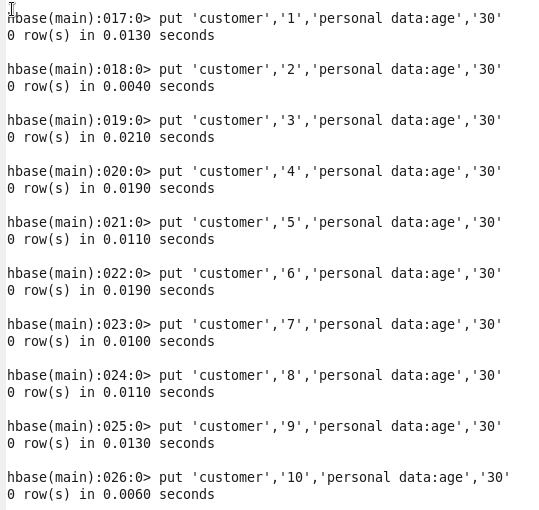 hbase(main):017:0> put 'customer','1','personal data:age','30'
0 row(s) in 0.0130 seconds
hbase(main):018:0> put 'customer','2','personal data:age','30'
0 row(s) in 0.0040 seconds
hbase(main):019:0> put 'customer','3','personal data:age','30'
0 row(s) in 0.0210 seconds
hbase(main):020:0> put 'customer','4','personal data:age','30'
0 row(s) in 0.0190 seconds
hbase(main):021:0> put 'customer','5','personal data:age','30'
0 row(s) in 0.0110 seconds
hbase(main):022:0> put 'customer','6','personal data:age','30'
0 row(s) in 0.0190 seconds
hbase(main):023:0> put 'customer','7','personal data:age','30'
0 row(s) in 0.0100 seconds
hbase(main):024:0> put 'customer','8','personal data:age','30'
0 row(s) in 0.0110 seconds
hbase(main):025:0> put 'customer','9','personal data:age','30'
0 row(s) in 0.0130 seconds
hbase(main):026:0> put 'customer','10','personal data:age','30'
0 row(s) in 0.0060 seconds